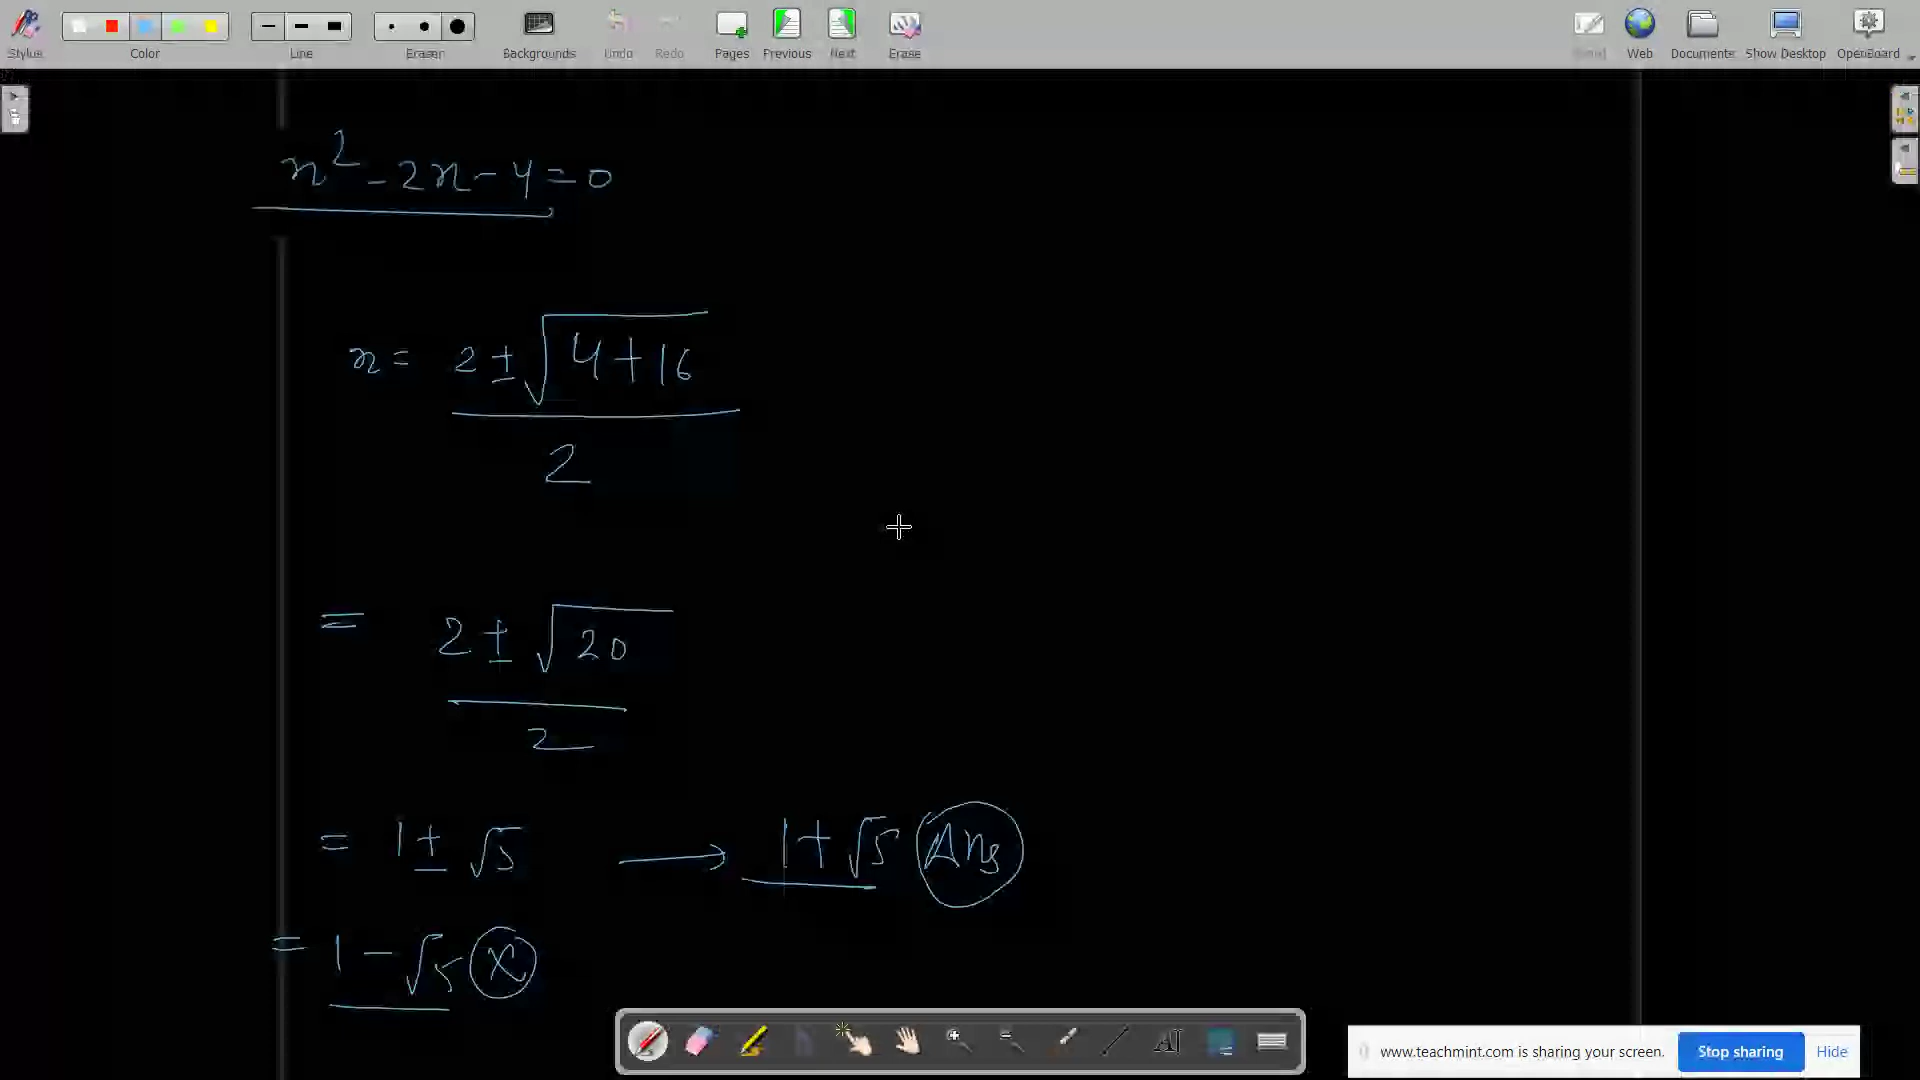 Stylus Color Line Eraser Backgrounds Undo Redo Pages Previous Next Erase Web Documents Show Desktop OpenBoard
n² - 2n - 4 = 0
n = 2 ± √4 + 16
2
= 2 ± √20
2
= 1 ± √5 → 1 + √5 Ans
= 1 - √5 x
www.teachmint.com is sharing your screen. Stop sharing Hide